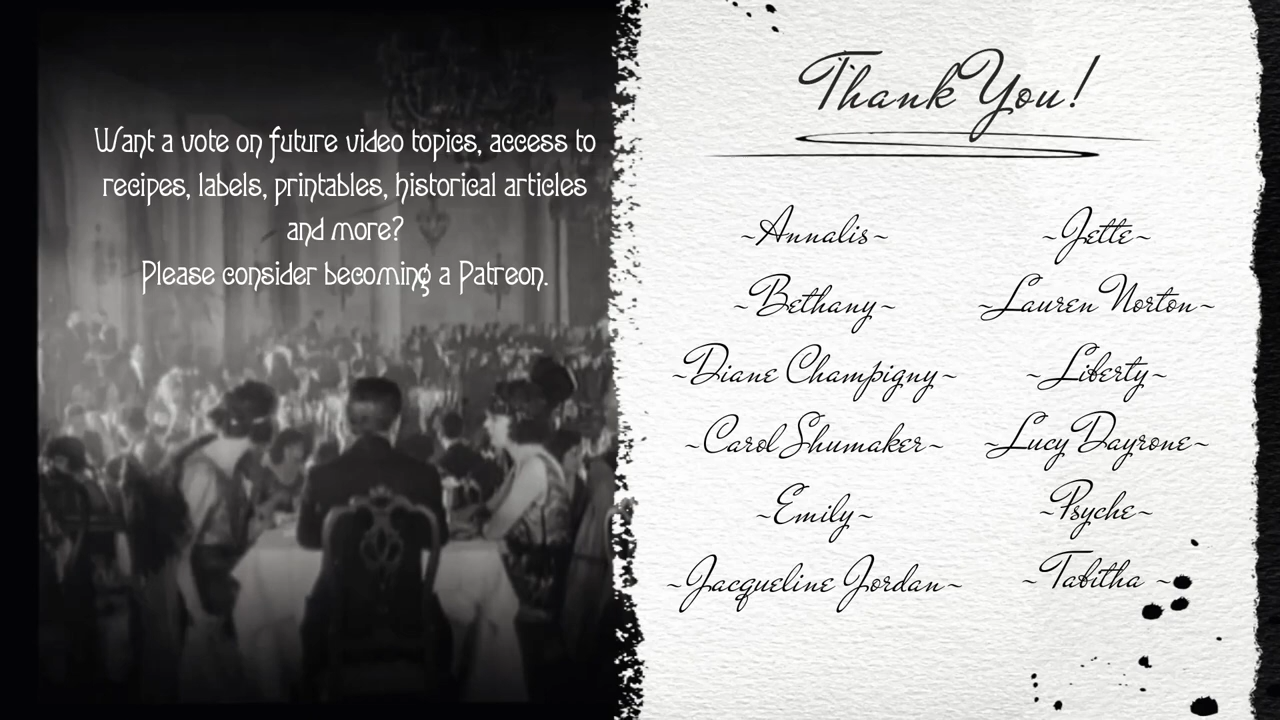 Want a vote on future video topics, access to
recipes, labels, printables, historical articles
and more?
Please consider becoming a Patreon.
Thank You!
~Annalis~
~Bethany~
~Diane Champigny~
~Carol Shumaker~
~Emily~
~Jacqueline Jordan~
~Jette~
~Lauren Norton~
~Liberty~
~Lucy Dayrone~
~Psyche~
~Tabitha ~